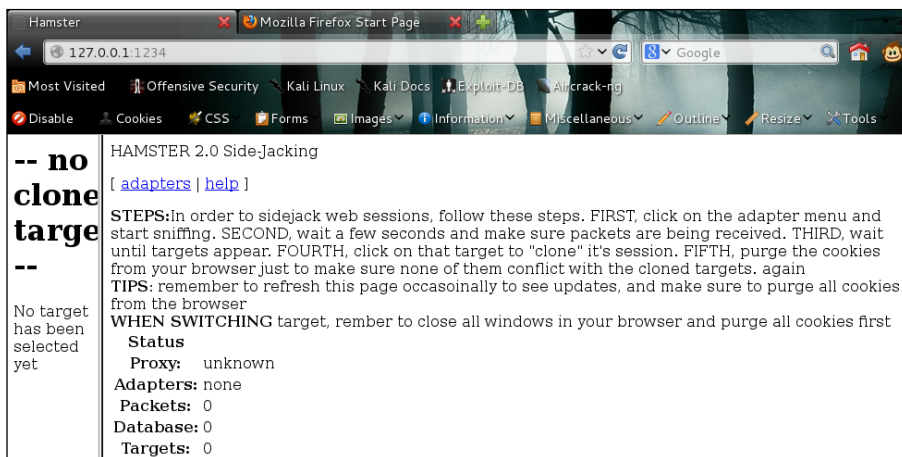 Hamster
Mozilla Firefox Start Page
127.0.0.1:1234
Google
Most Visited
Offensive Security
Kali Linux
Kali Docs
Exploit-DB
Aircrack-ng
Disable
Cookies
CSS
Forms
Images
Information
Miscellaneous
Outline
Resize
Tools
-- no
clone
targe
--
No target
has been
selected
yet
HAMSTER 2.0 Side-Jacking
[ adapters | help ]
STEPS:In order to sidejack web sessions, follow these steps. FIRST, click on the adapter menu and
start sniffing. SECOND, wait a few seconds and make sure packets are being received. THIRD, wait
until targets appear. FOURTH, click on that target to "clone" it's session. FIFTH, purge the cookies
from your browser just to make sure none of them conflict with the cloned targets. again
TIPS: remember to refresh this page occasoinally to see updates, and make sure to purge all cookies
from the browser
WHEN SWITCHING target, rember to close all windows in your browser and purge all cookies first
Status
Proxy: unknown
Adapters: none
Packets: 0
Database: 0
Targets: 0